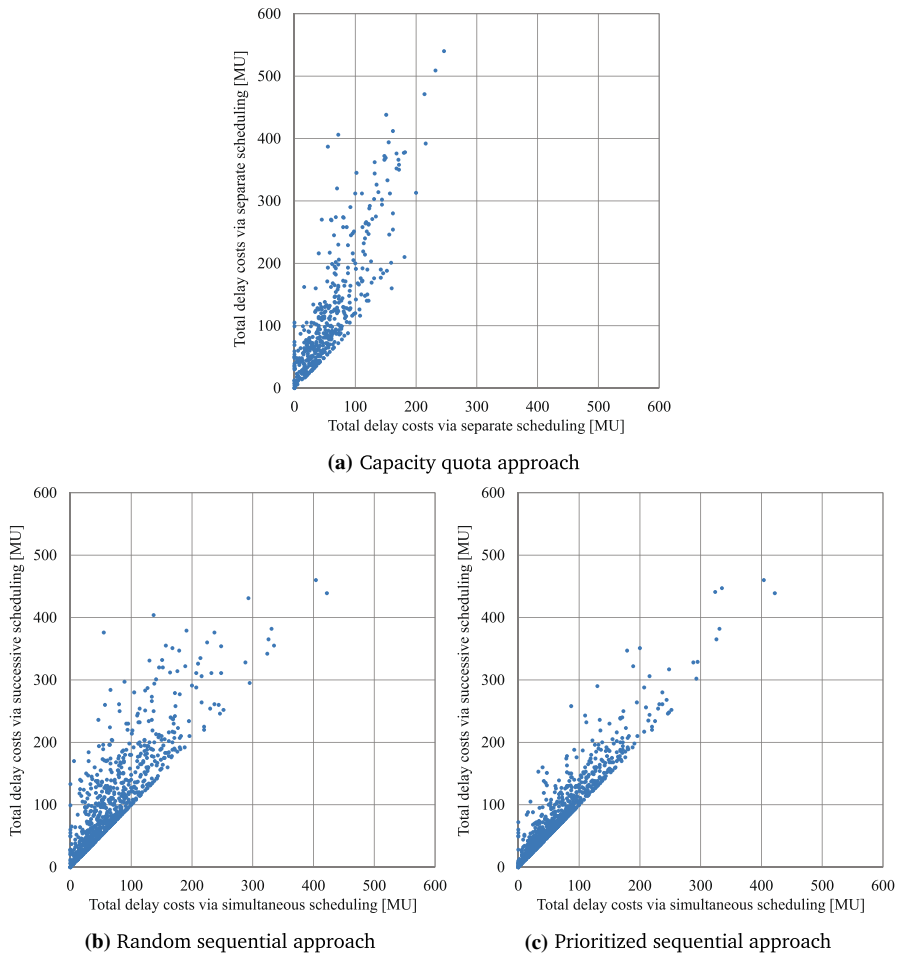 600
500
400
300
200
100
0
Total delay costs via separate scheduling [MU]
0 100 200 300 400 500 600
Total delay costs via separate scheduling [MU]
(a) Capacity quota approach
600
500
400
300
200
100
0
Total delay costs via successive scheduling [MU]
0 100 200 300 400 500 600
Total delay costs via simultaneous scheduling [MU]
(b) Random sequential approach
600
500
400
300
200
100
0
Total delay costs via successive scheduling [MU]
0 100 200 300 400 500 600
Total delay costs via simultaneous scheduling [MU]
(c) Prioritized sequential approach